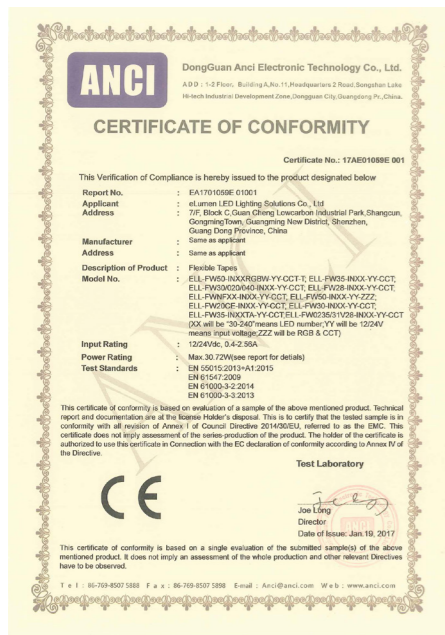 ANCI
DongGuan Anci Electronic Technology Co., Ltd.
ADD : 1-2 Floor, Building A, No.11, Headquarters 2 Road, Songshan Lake
Hi-tech Industrial Development Zone, Dongguan City, Guangdong Pr., China.
CERTIFICATE OF CONFORMITY
Certificate No.: 17AE01059E 001
This Verification of Compliance is hereby issued to the product designated below
Report No. : EA1701059E 01001
Applicant : eLumen LED Lighting Solutions Co., Ltd
Address : 7/F, Block C,Guan Cheng Lowcarbon Industrial Park,Shangcun,
GongmingTown, Guangming New District, Shenzhen,
Guang Dong Province, China
Manufacturer : Same as applicant
Address : Same as applicant
Description of Product : Flexible Tapes
Model No. : ELL-FW50-INXXRGBW-YY-CCT-T; ELL-FW35-INXX-YY-CCT;
ELL-FW30/020/040-INXX-YY-CCT; ELL-FW28-INXX-YY-CCT;
ELL-FWNFXX-INXX-YY-CCT; ELL-FW50-INXX-YY-ZZZ;
ELL-FW20CE-INXX-YY-CCT; ELL-FW30-INXX-YY-CCT;
ELL-FW35-INXXTA-YY-CCT;ELL-FW0235/31V28-INXX-YY-CCT
(XX will be "30-240"means LED number;YY will be 12/24V
means input voltage;ZZZ will be RGB & CCT)
Input Rating : 12/24Vdc, 0.4-2.56A
Power Rating : Max.30.72W(see report for detials)
Test Standards : EN 55015:2013+A1:2015
EN 61547:2009
EN 61000-3-2:2014
EN 61000-3-3:2013
This certificate of conformity is based on evaluation of a sample of the above mentioned product. Technical
report and documentation are at the license Holder's disposal. This is to certify that the tested sample is in
conformity with all revision of Annex I of Council Directive 2014/30/EU, referred to as the EMC. This
certificate does not imply assessment of the series-production of the product. The holder of the certificate is
authorized to use this certificate in Connection with the EC declaration of conformity according to Annex IV of
the Directive.
Test Laboratory
CE
Joe Long
Director
Date of Issue: Jan.19, 2017
This certificate of conformity is based on a single evaluation of the submitted sample(s) of the above
mentioned product. It does not imply an assessment of the whole production and other relevant Directives
have to be observed.
Tel: 86-769-8507 5888 Fax: 86-769-8507 5898 E-mail: Anci@anci.com Web: www.anci.com